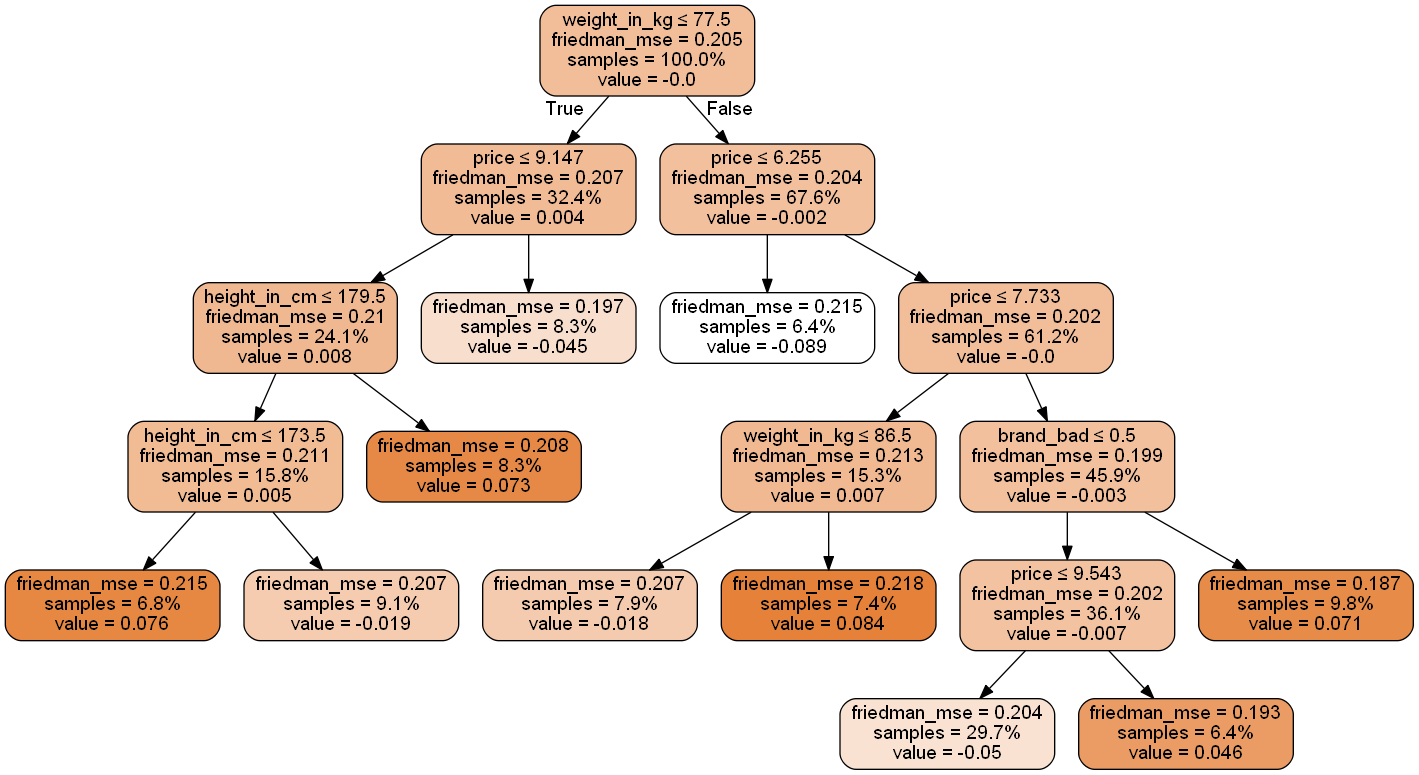 weight_in_kg ≤ 77.5
friedman_mse = 0.205
samples = 100.0%
value = -0.0
True
False
price ≤ 9.147
friedman_mse = 0.207
samples = 32.4%
value = 0.004
price ≤ 6.255
friedman_mse = 0.204
samples = 67.6%
value = -0.002
height_in_cm ≤ 179.5
friedman_mse = 0.21
samples = 24.1%
value = 0.008
friedman_mse = 0.197
samples = 8.3%
value = -0.045
friedman_mse = 0.215
samples = 6.4%
value = -0.089
price ≤ 7.733
friedman_mse = 0.202
samples = 61.2%
value = -0.0
height_in_cm ≤ 173.5
friedman_mse = 0.211
samples = 15.8%
value = 0.005
friedman_mse = 0.208
samples = 8.3%
value = 0.073
weight_in_kg ≤ 86.5
friedman_mse = 0.213
samples = 15.3%
value = 0.007
brand_bad ≤ 0.5
friedman_mse = 0.199
samples = 45.9%
value = -0.003
friedman_mse = 0.215
samples = 6.8%
value = 0.076
friedman_mse = 0.207
samples = 9.1%
value = -0.019
friedman_mse = 0.207
samples = 7.9%
value = -0.018
friedman_mse = 0.218
samples = 7.4%
value = 0.084
price ≤ 9.543
friedman_mse = 0.202
samples = 36.1%
value = -0.007
friedman_mse = 0.187
samples = 9.8%
value = 0.071
friedman_mse = 0.204
samples = 29.7%
value = -0.05
friedman_mse = 0.193
samples = 6.4%
value = 0.046